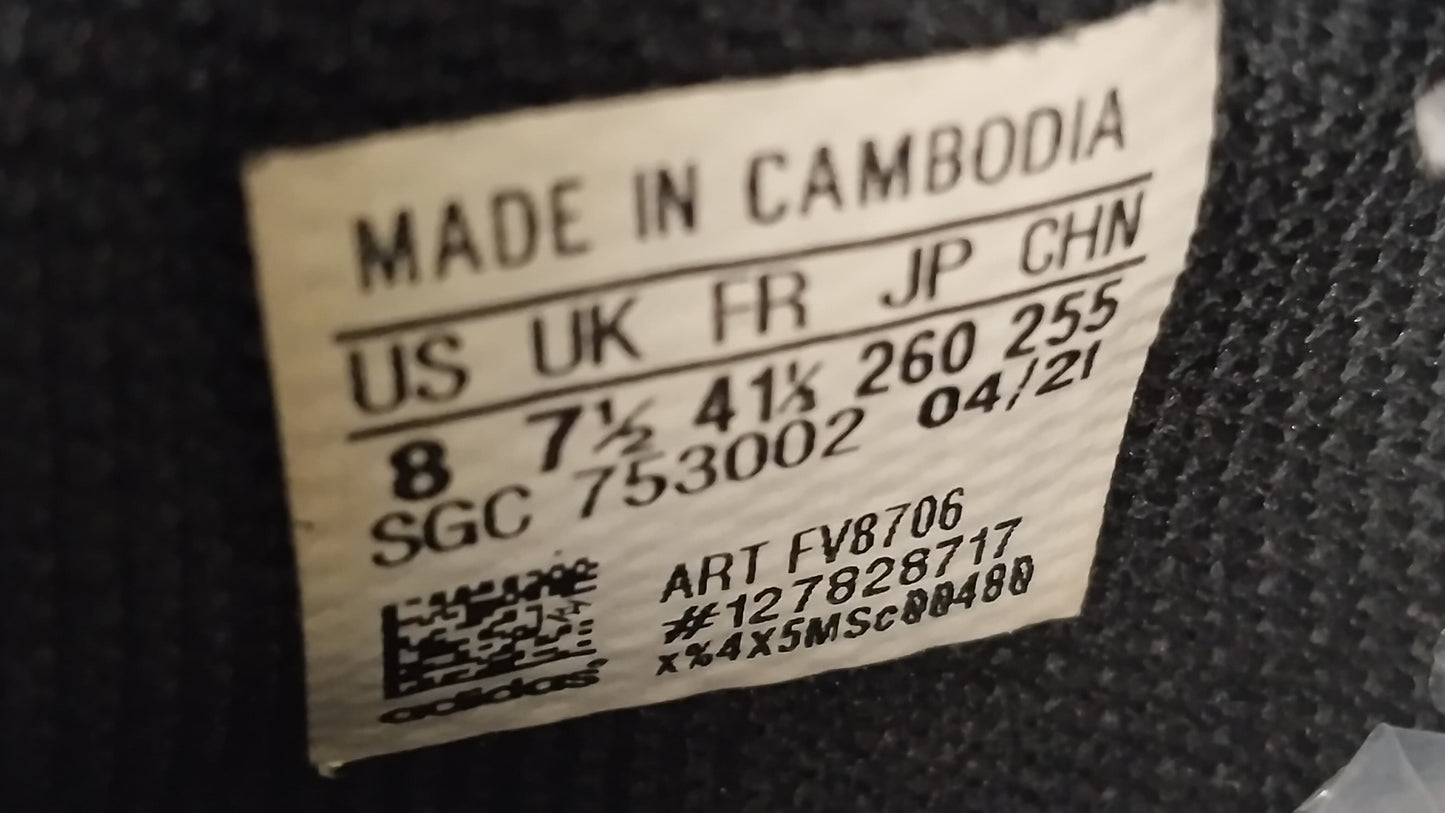 MADE IN CAMBODIA
US UK FR JP CHN
8 7½ 41⅓ 260 255
SGC 753002 04/21
ART FV8706
#127828717
x%4X5MSc00480
adidas